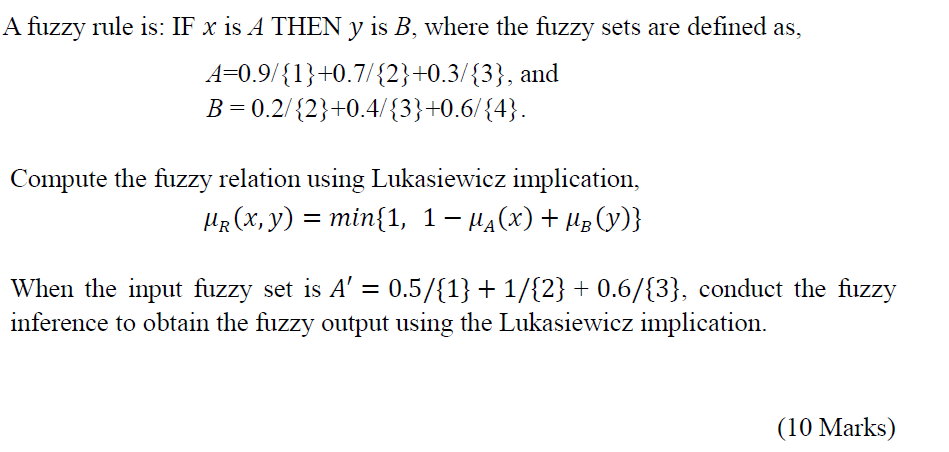 A fuzzy rule is: IF x is A THEN y is B, where the fuzzy sets are defined as,
A=0.9/{1}+0.7/{2}+0.3/{3}, and
B = 0.2/{2}+0.4/{3}+0.6/{4}.
Compute the fuzzy relation using Lukasiewicz implication,
μ_R(x, y) = min{1, 1 − μ_A(x) + μ_B(y)}
When the input fuzzy set is A′ = 0.5/{1} + 1/{2} + 0.6/{3}, conduct the fuzzy
inference to obtain the fuzzy output using the Lukasiewicz implication.
(10 Marks)